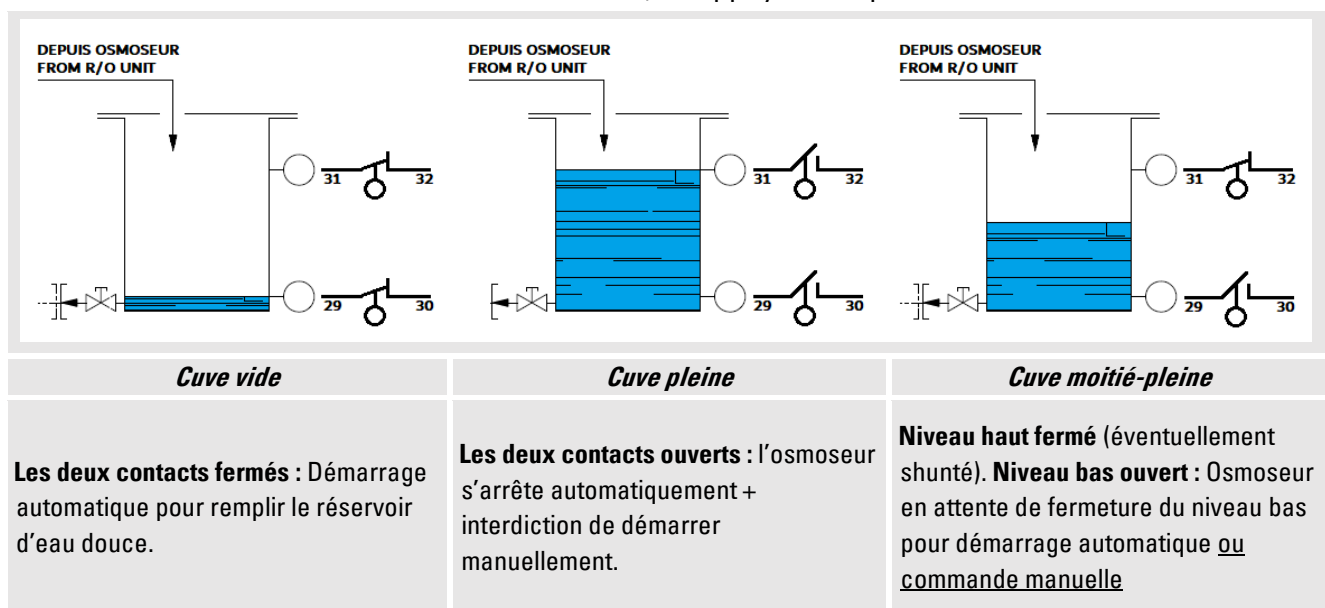 DEPUIS OSMOSEUR
FROM R/O UNIT
31 32
29 30
DEPUIS OSMOSEUR
FROM R/O UNIT
31 32
29 30
DEPUIS OSMOSEUR
FROM R/O UNIT
31 32
29 30
Cuve vide
Cuve pleine
Cuve moitié-pleine
Les deux contacts fermés : Démarrage
automatique pour remplir le réservoir
d'eau douce.
Les deux contacts ouverts : l'osmoseur
s'arrête automatiquement +
interdiction de démarrer
manuellement.
Niveau haut fermé (éventuellement
shunté). Niveau bas ouvert : Osmoseur
en attente de fermeture du niveau bas
pour démarrage automatique ou
commande manuelle